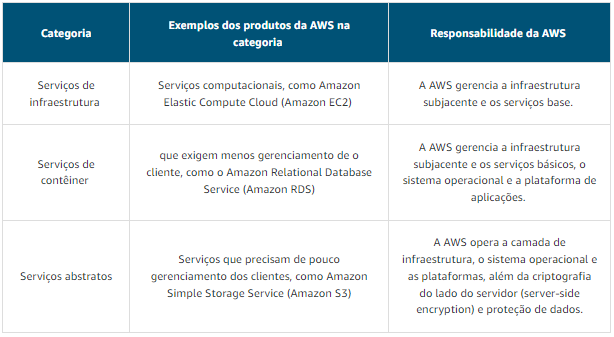 Categoria
Exemplos dos produtos da AWS na
categoria
Responsabilidade da AWS
Serviços de
infraestrutura
Serviços computacionais, como Amazon
Elastic Compute Cloud (Amazon EC2)
A AWS gerencia a infraestrutura
subjacente e os serviços base.
Serviços de
contêiner
que exigem menos gerenciamento de o
cliente, como o Amazon Relational Database
Service (Amazon RDS)
A AWS gerencia a infraestrutura
subjacente e os serviços básicos, o
sistema operacional e a plataforma de
aplicações.
Serviços abstratos
Serviços que precisam de pouco
gerenciamento dos clientes, como Amazon
Simple Storage Service (Amazon S3)
A AWS opera a camada de
infraestrutura, o sistema operacional e
as plataformas, além da criptografia
do lado do servidor (server-side
encryption) e proteção de dados.